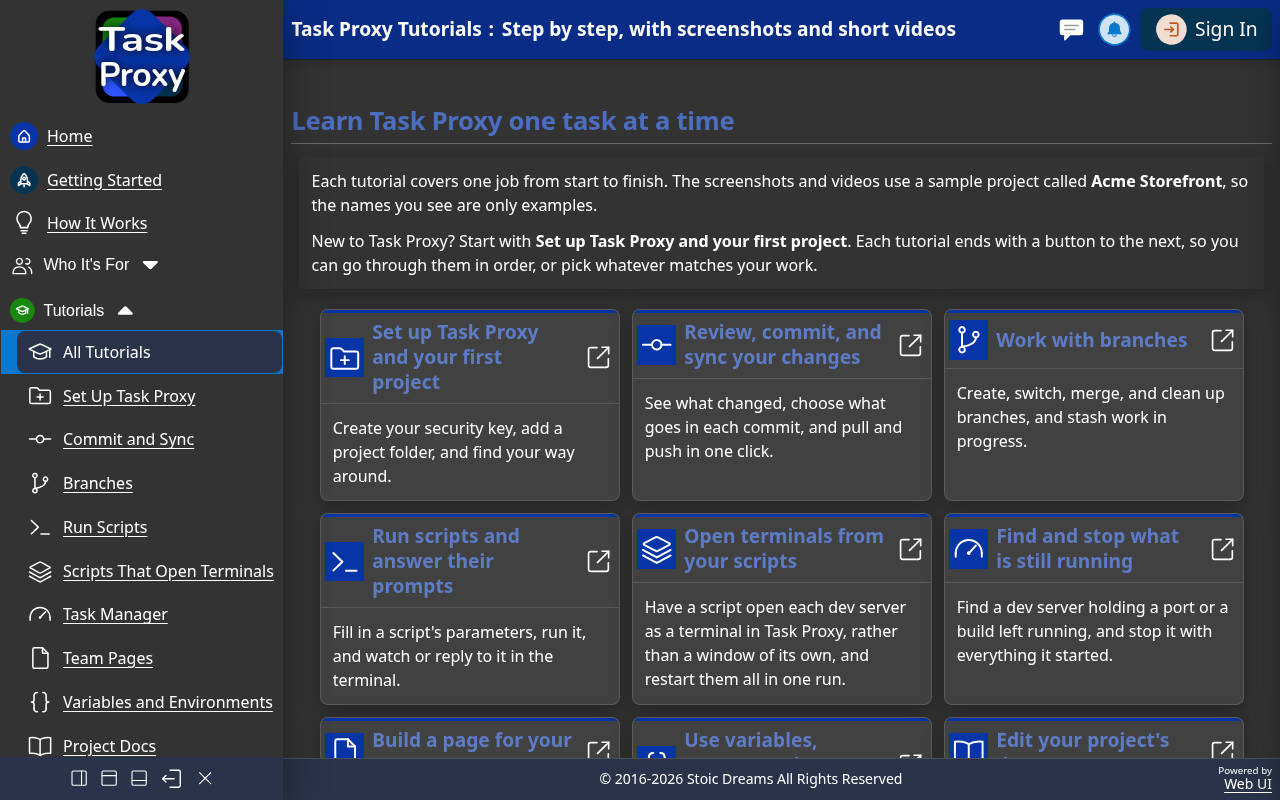 Task
Proxy
Home
Getting Started
How It Works
Who It's For
Tutorials
All Tutorials
Set Up Task Proxy
Commit and Sync
Branches
Run Scripts
Scripts That Open Terminals
Task Manager
Team Pages
Variables and Environments
Project Docs
Task Proxy Tutorials : Step by step, with screenshots and short videos
Sign In
Learn Task Proxy one task at a time
Each tutorial covers one job from start to finish. The screenshots and videos use a sample project called Acme Storefront, so
the names you see are only examples.
New to Task Proxy? Start with Set up Task Proxy and your first project. Each tutorial ends with a button to the next, so you
can go through them in order, or pick whatever matches your work.
Set up Task Proxy
and your first
project
Create your security key, add a
project folder, and find your way
around.
Review, commit, and
sync your changes
See what changed, choose what
goes in each commit, and pull and
push in one click.
Work with branches
Create, switch, merge, and clean up
branches, and stash work in
progress.
Run scripts and
answer their
prompts
Fill in a script's parameters, run it,
and watch or reply to it in the
terminal.
Open terminals from
your scripts
Have a script open each dev server
as a terminal in Task Proxy, rather
than a window of its own, and
restart them all in one run.
Find and stop what
is still running
Find a dev server holding a port or a
build left running, and stop it with
everything it started.
Build a page for your
Use variables,
Edit your project's
© 2016-2026 Stoic Dreams All Rights Reserved
Powered by
Web UI